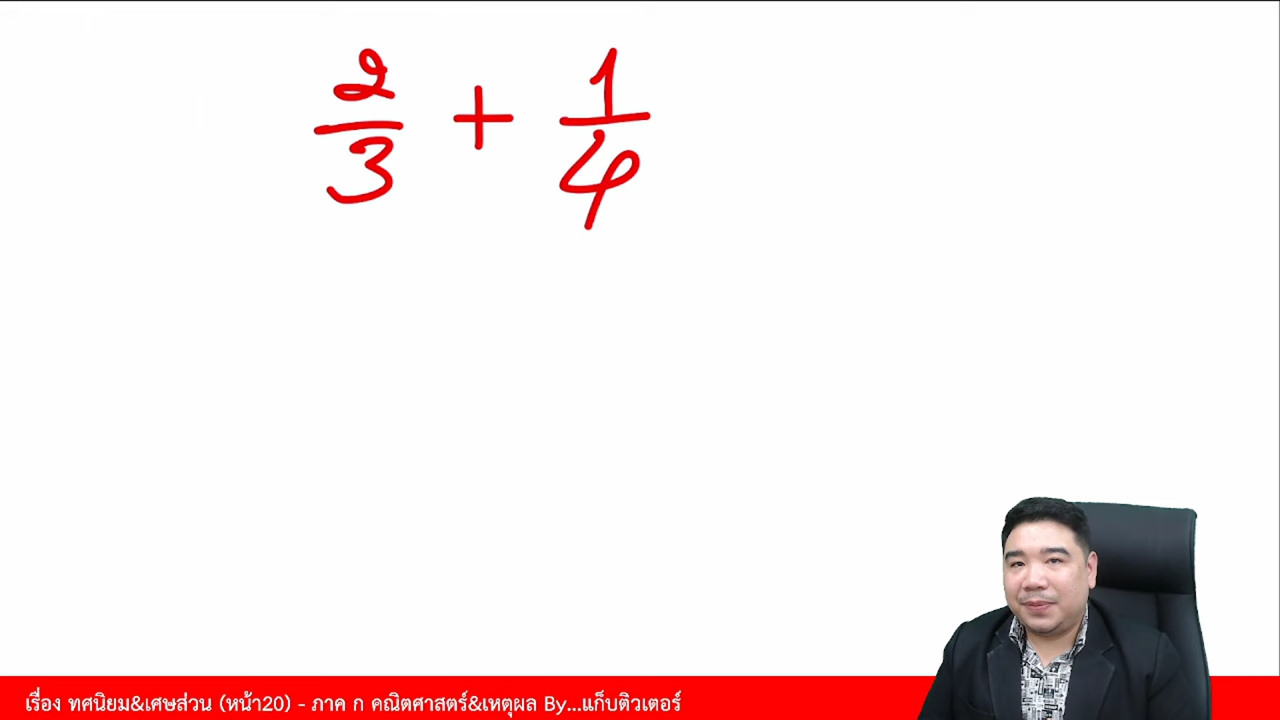 2/3 + 1/4
เรื่อง ทศนิยม&เศษส่วน (หน้า20) - ภาค ก คณิตศาสตร์&เหตุผล By...แก็บติวเตอร์